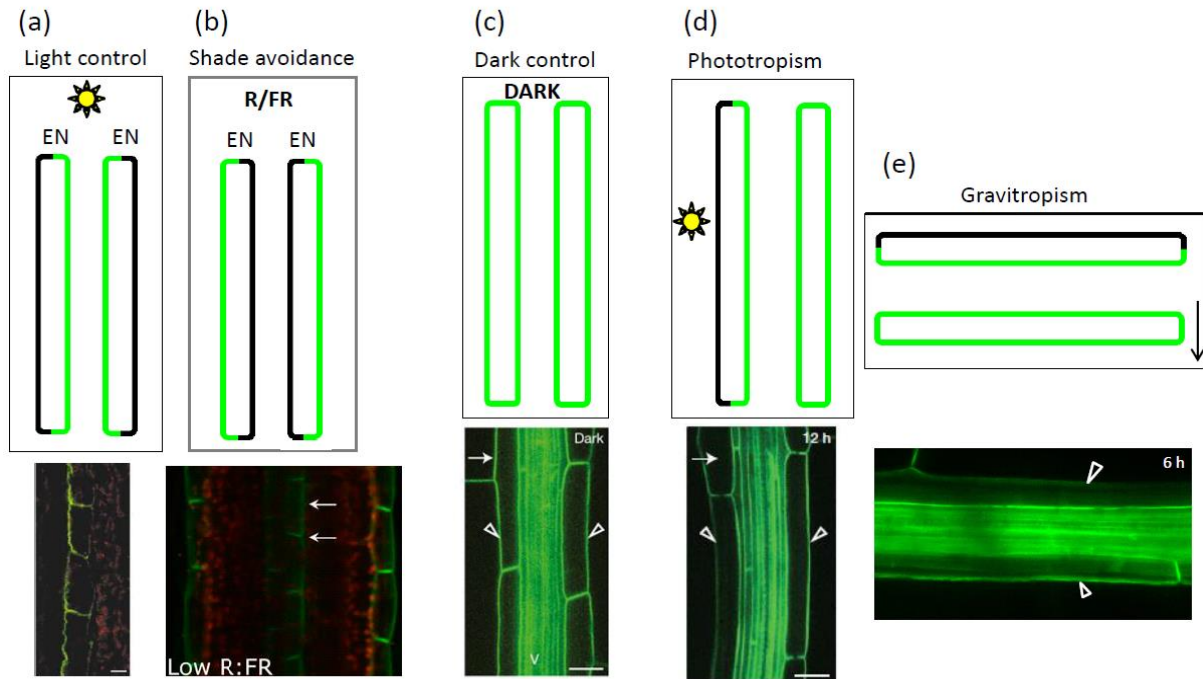 (a)
Light control
EN EN
(b)
Shade avoidance
R/FR
EN EN
Low R:FR
(c)
Dark control
DARK
Dark
V
(d)
Phototropism
12 h
(e)
Gravitropism
6 h